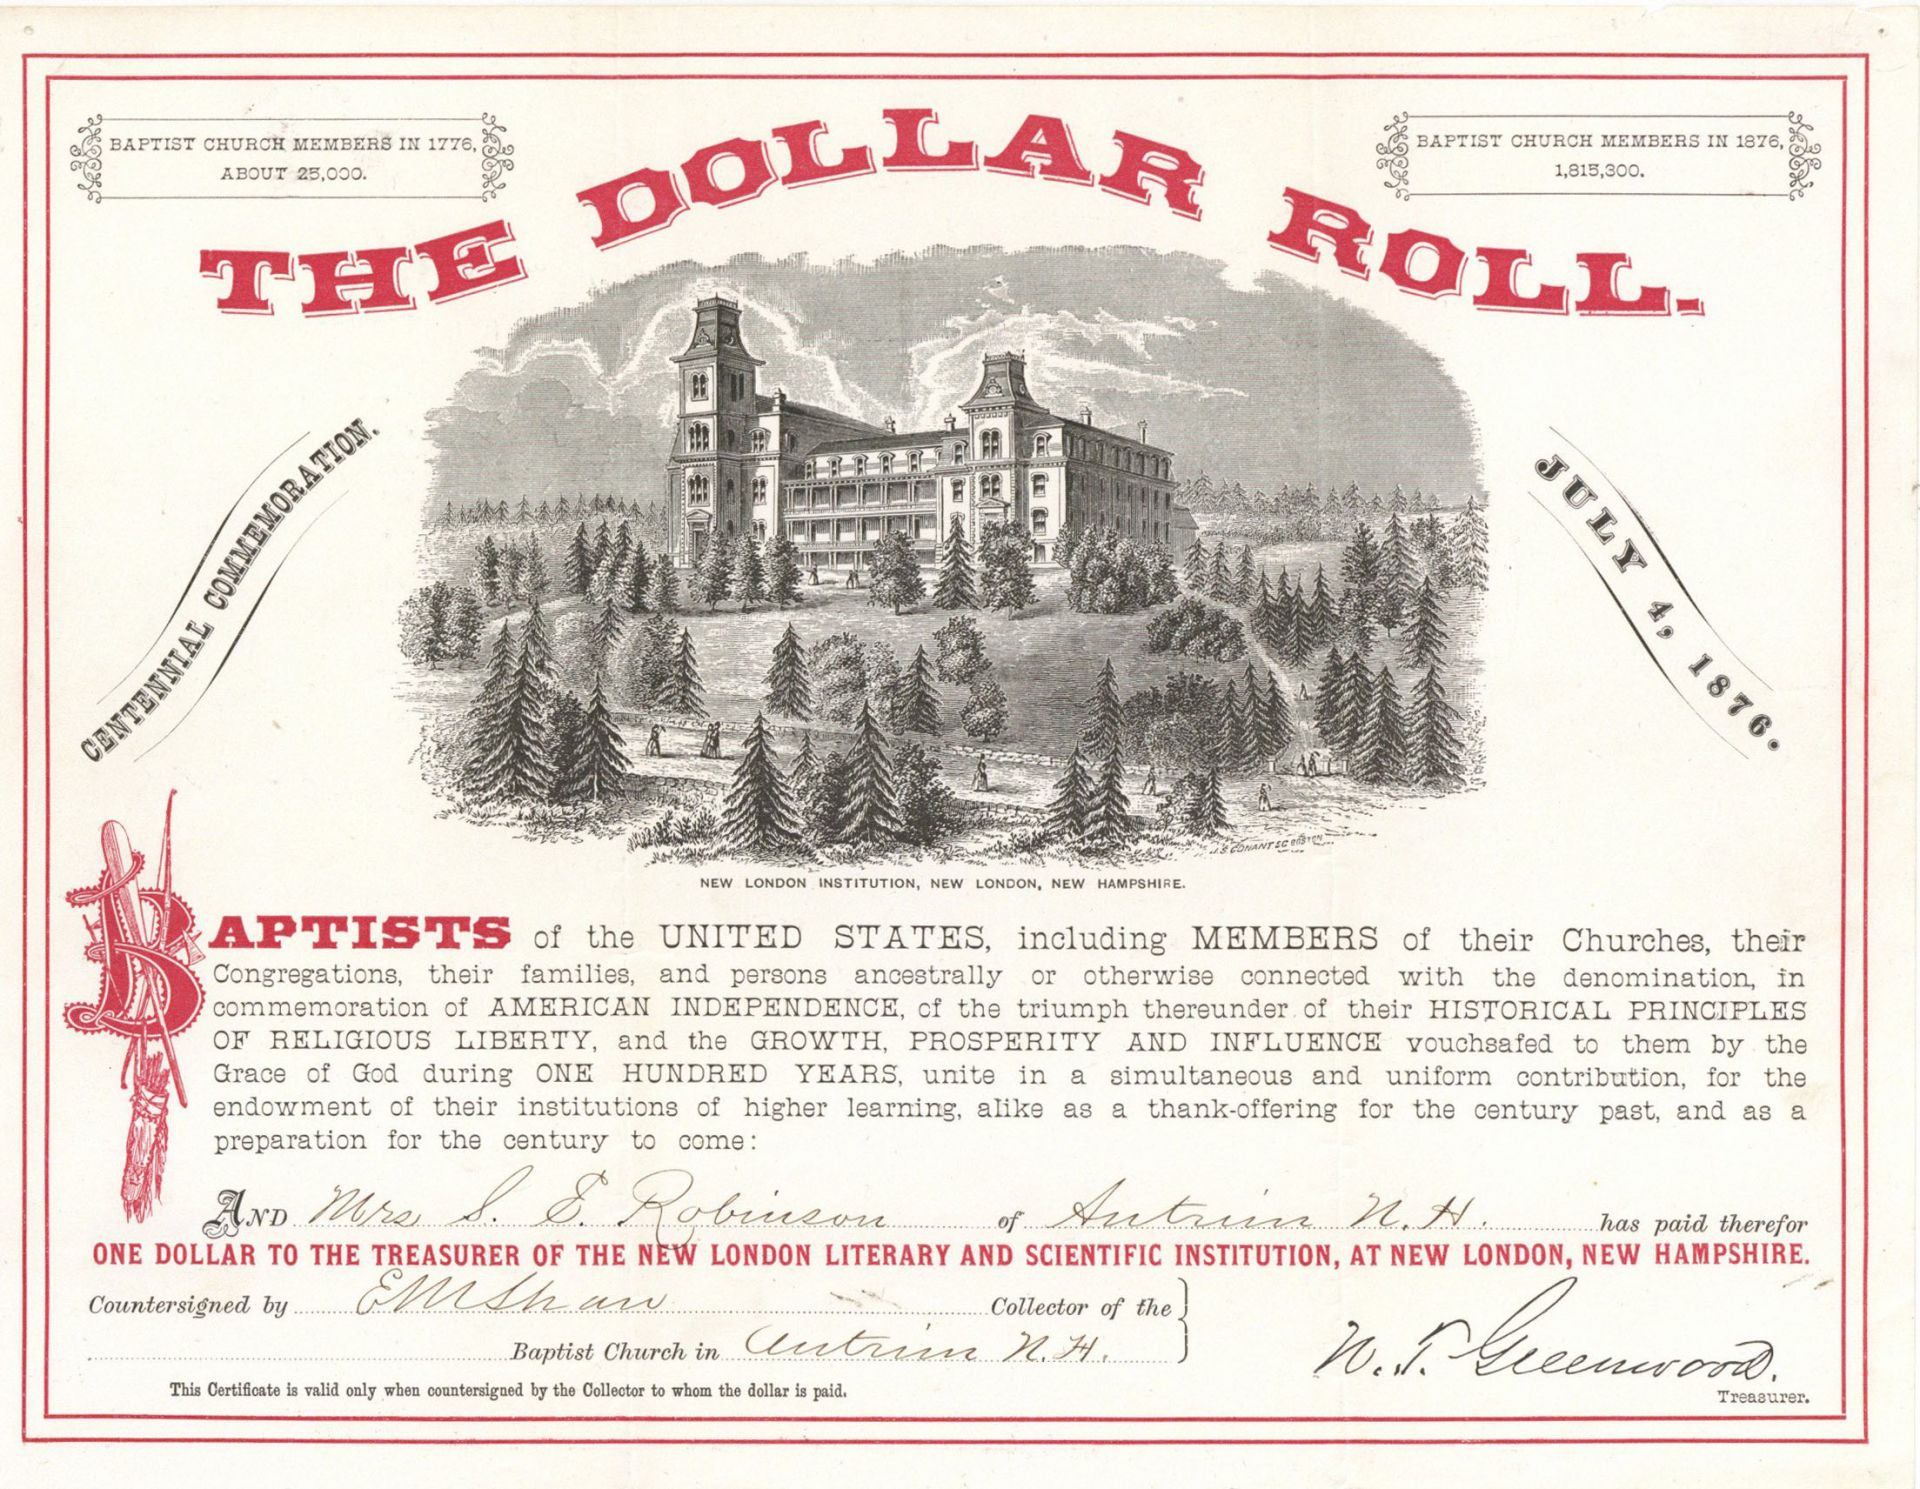 BAPTIST CHURCH MEMBERS IN 1776,
ABOUT 25,000.
BAPTIST CHURCH MEMBERS IN 1876,
1,815,300.
THE DOLLAR ROLL.
CENTENNIAL COMMEMORATION.
JULY 4, 1876.
J.S. CONANT SC BOSTON
NEW LONDON INSTITUTION, NEW LONDON, NEW HAMPSHIRE.
BAPTISTS of the UNITED STATES, including MEMBERS of their Churches, their
Congregations, their families, and persons ancestrally or otherwise connected with the denomination, in
commemoration of AMERICAN INDEPENDENCE, of the triumph thereunder of their HISTORICAL PRINCIPLES
OF RELIGIOUS LIBERTY, and the GROWTH, PROSPERITY AND INFLUENCE vouchsafed to them by the
Grace of God during ONE HUNDRED YEARS, unite in a simultaneous and uniform contribution, for the
endowment of their institutions of higher learning, alike as a thank-offering for the century past, and as a
preparation for the century to come:
AND Mrs S. E. Robinson of Antrim N.H. has paid therefor
ONE DOLLAR TO THE TREASURER OF THE NEW LONDON LITERARY AND SCIENTIFIC INSTITUTION, AT NEW LONDON, NEW HAMPSHIRE.
Countersigned by E M Shaw Collector of the
Baptist Church in Antrim N.H.
W. T. Greenwood.
Treasurer.
This Certificate is valid only when countersigned by the Collector to whom the dollar is paid.